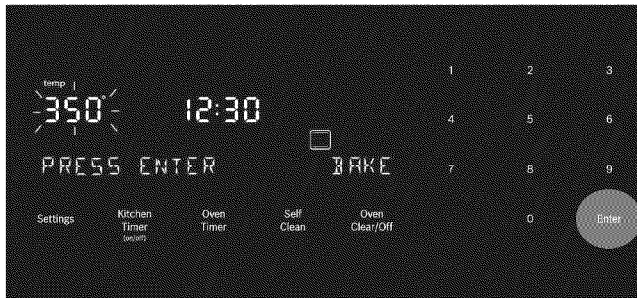 temp
350° 12:30
PRESS ENTER BAKE
Settings
Kitchen
Timer
(on/off)
Oven
Timer
Self
Clean
Oven
Clear/Off
1 2 3
4 5 6
7 8 9
0 Enter